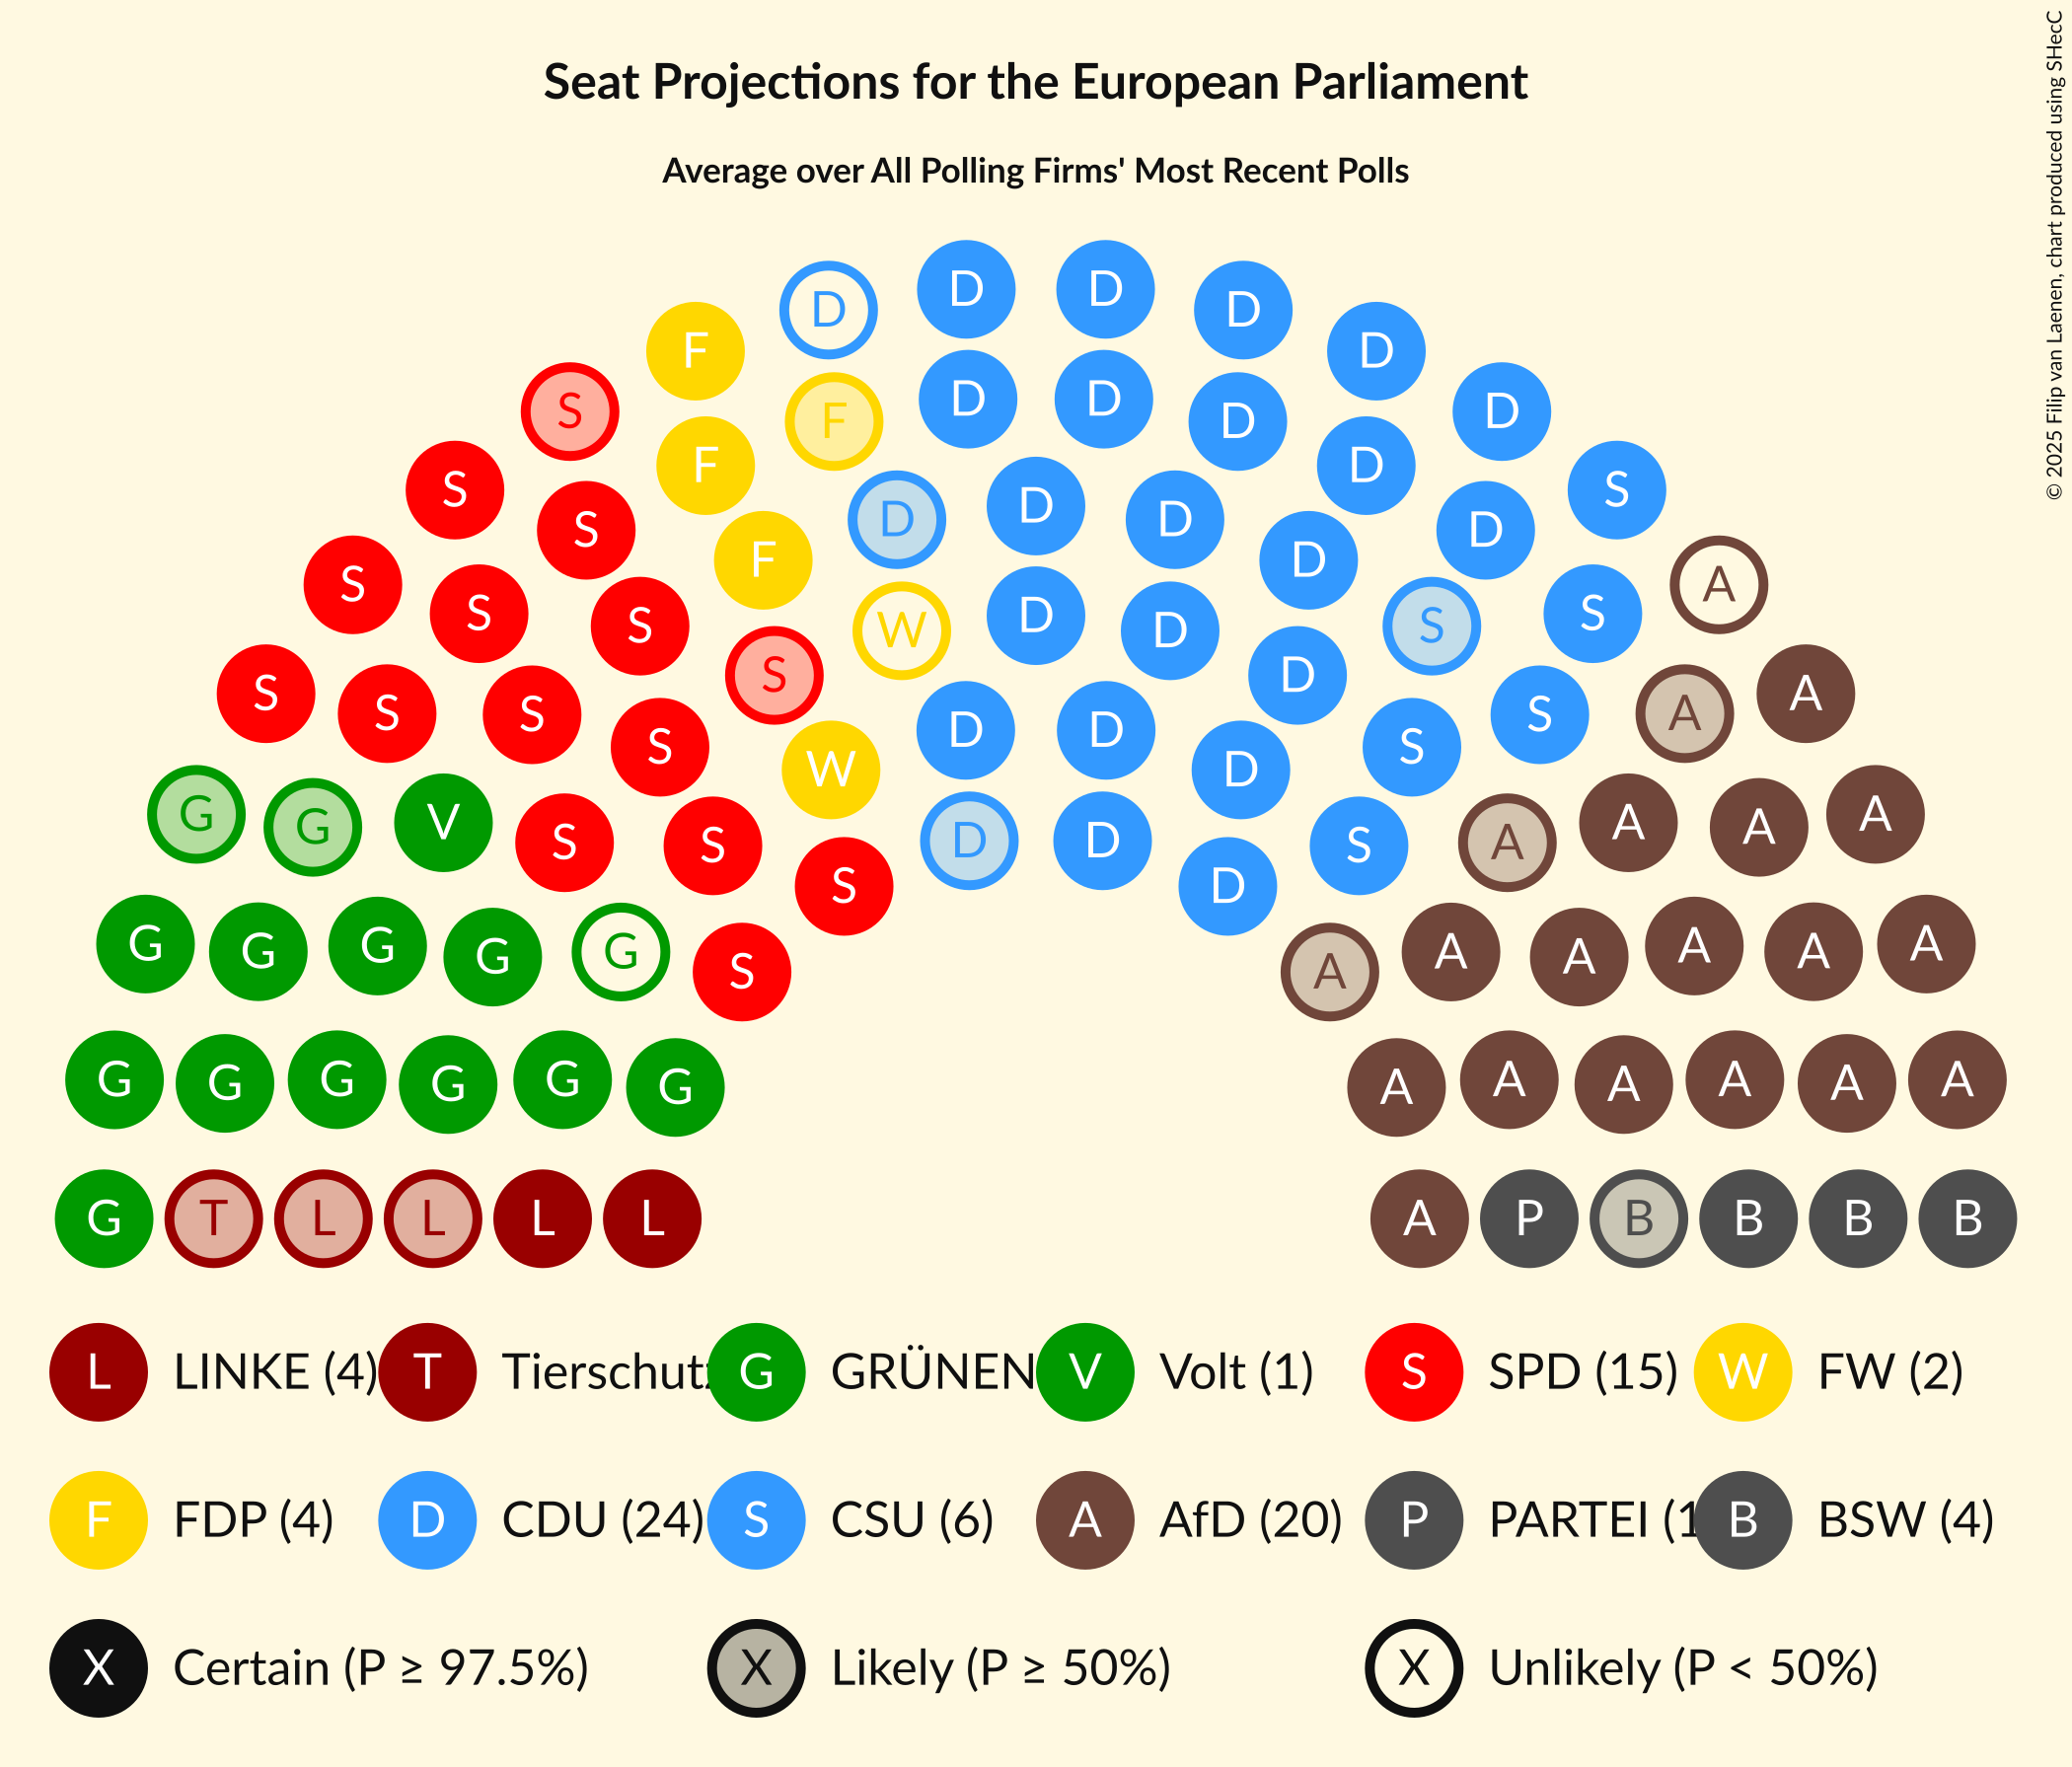 Seat Projections for the European Parliament
Average over All Polling Firms' Most Recent Polls
© 2025 Filip van Laenen, chart produced using SHecC
D D D D D
F D
S F D D D D D
F F
S D D D D S
S F D D D S A
S S W D D D S S
S S S D D D S S A A
G G V S S W D D D S A A A A
G G G G G S S A A A A A A
G G G G G G A A A A A A
G T L L L L A P B B B B
L LINKE (4) T Tierschutz G GRÜNEN V Volt (1) S SPD (15) W FW (2)
F FDP (4) D CDU (24) S CSU (6) A AfD (20) P PARTEI (1 B BSW (4)
X Certain (P ≥ 97.5%) X Likely (P ≥ 50%) X Unlikely (P < 50%)